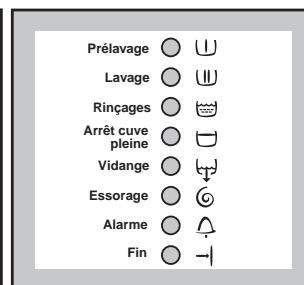 Prélavage
Lavage
Rinçages
Arrêt cuve
pleine
Vidange
Essorage
Alarme
Fin